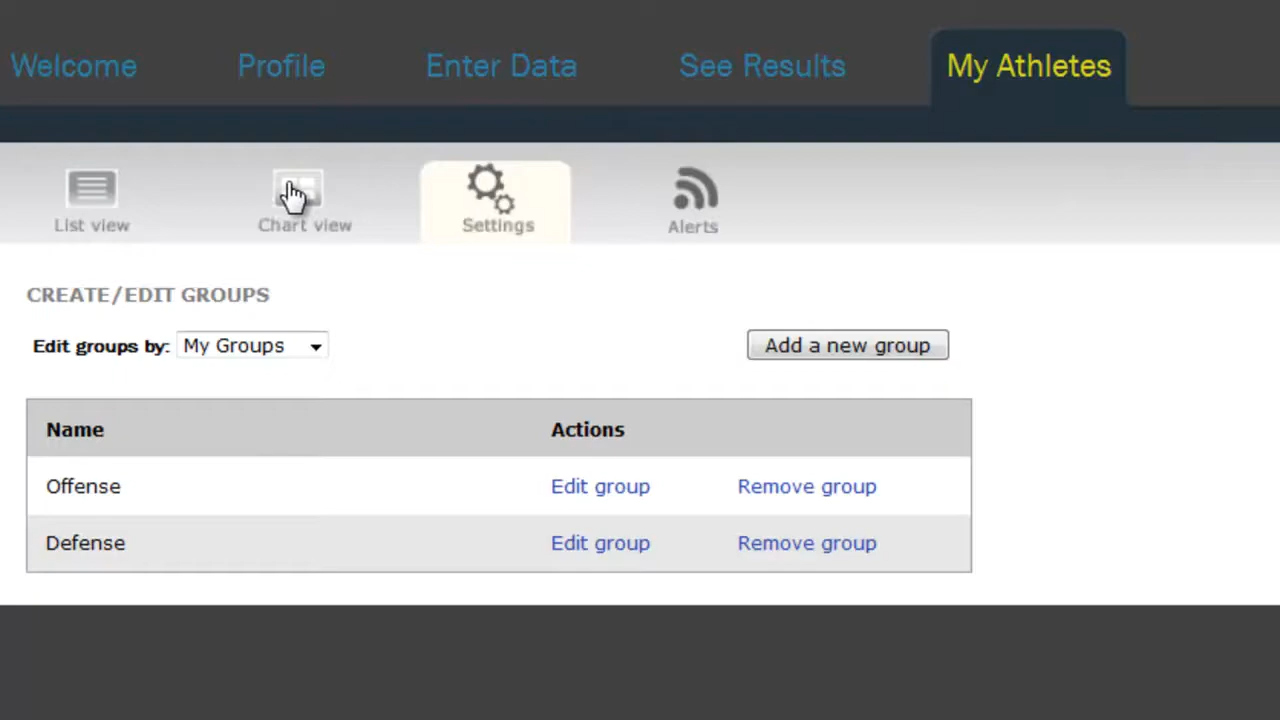 Welcome Profile Enter Data See Results My Athletes
List view Chart view Settings Alerts
CREATE/EDIT GROUPS
Edit groups by: My Groups Add a new group
Name Actions
Offense Edit group Remove group
Defense Edit group Remove group